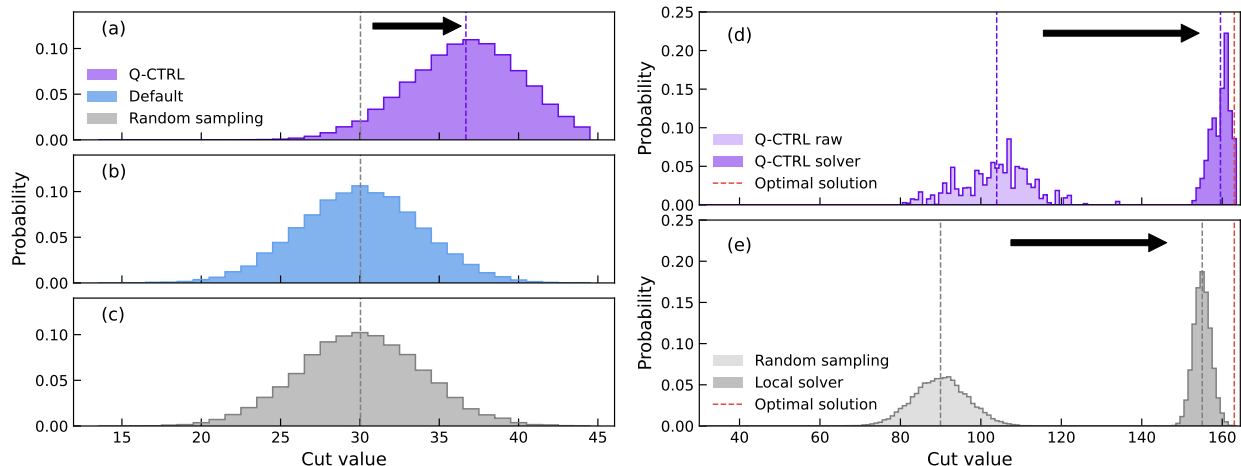 (a)
0.10
0.05
0.00
Q-CTRL
Default
Random sampling
(b)
0.10
0.05
0.00
Probability
(c)
0.10
0.05
0.00
15 20 25 30 35 40 45
Cut value
(d)
0.25
0.20
0.15
0.10
0.05
0.00
Probability
Q-CTRL raw
Q-CTRL solver
Optimal solution
(e)
0.25
0.20
0.15
0.10
0.05
0.00
Probability
Random sampling
Local solver
Optimal solution
40 60 80 100 120 140 160
Cut value